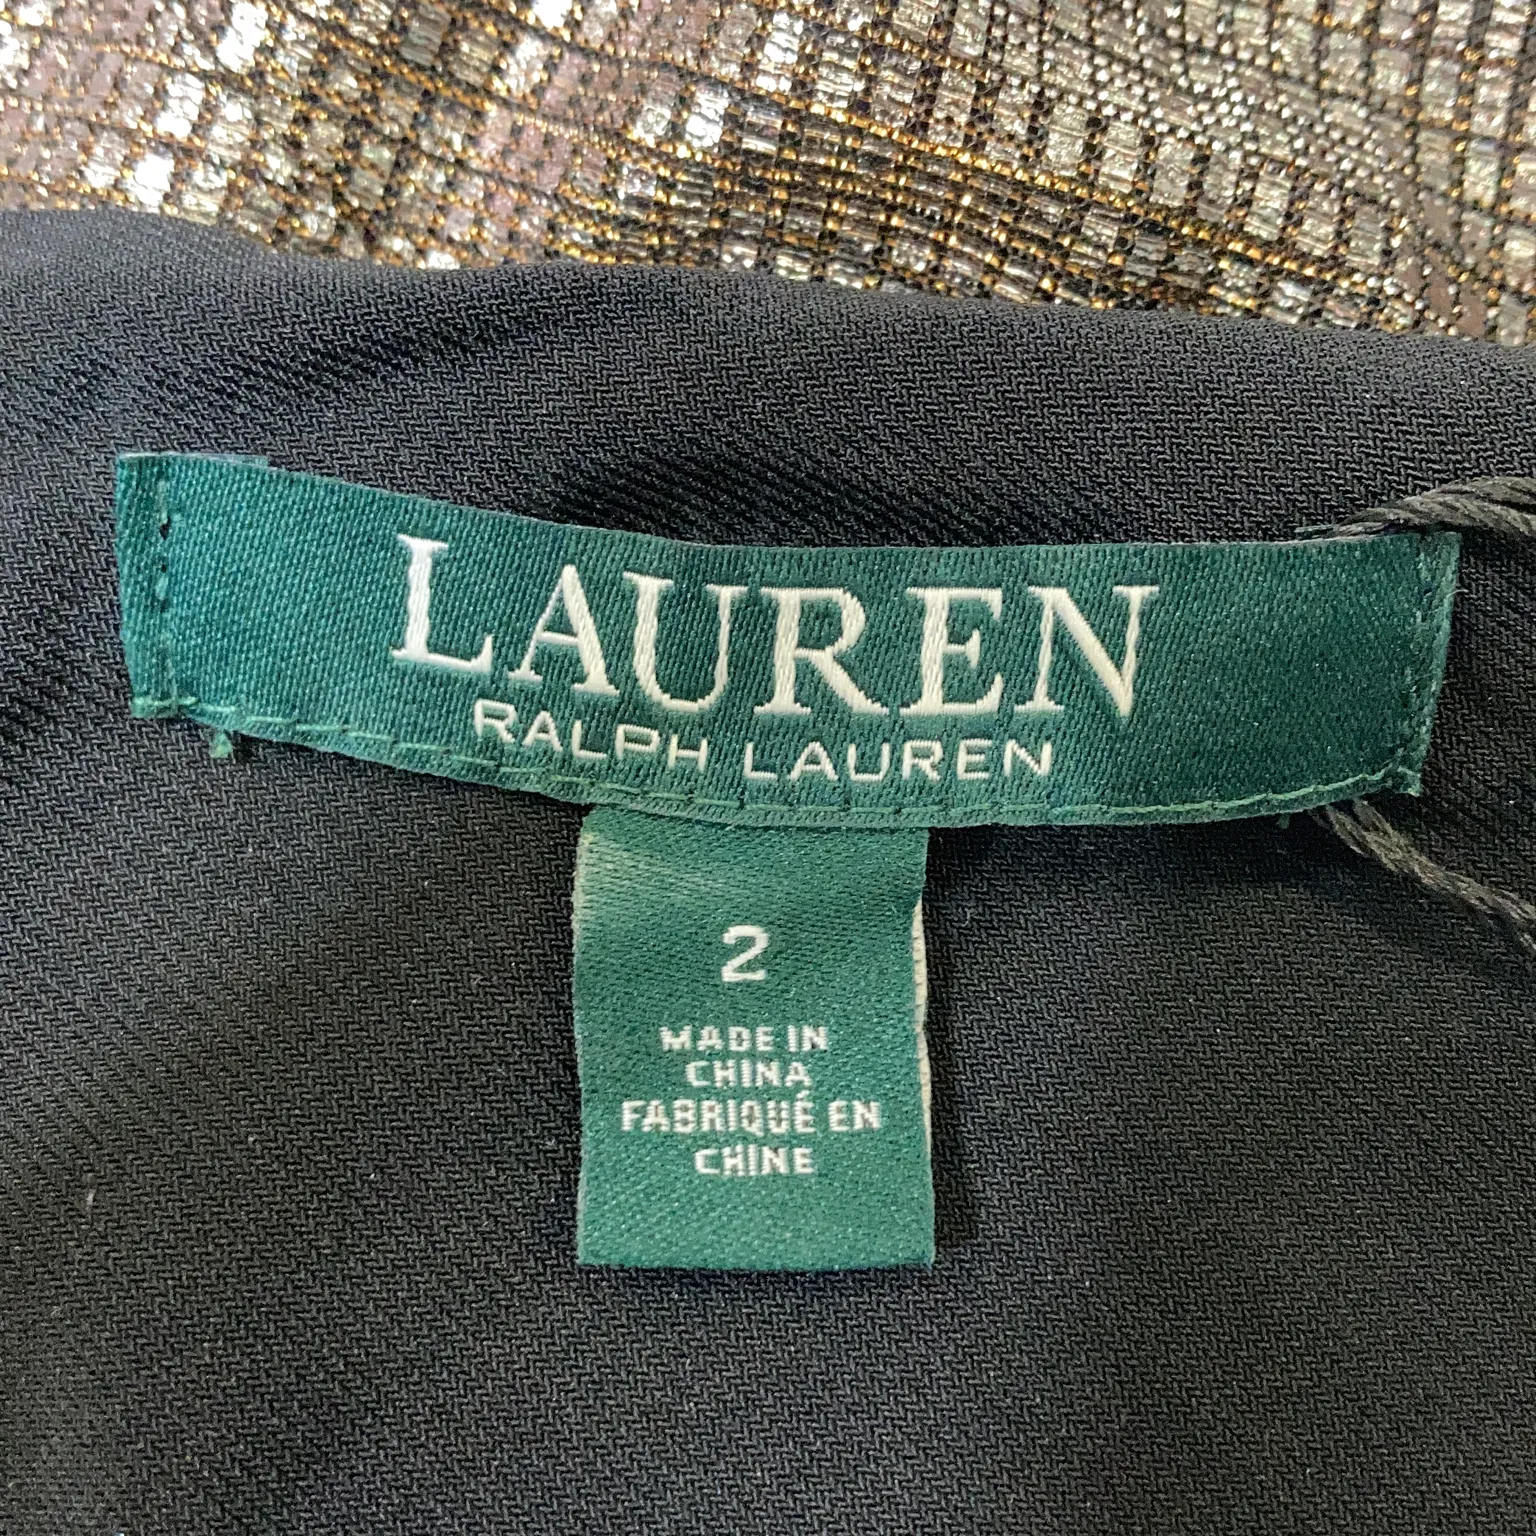 LAUREN
RALPH LAUREN
2
MADE IN
CHINA
FABRIQUÉ EN
CHINE